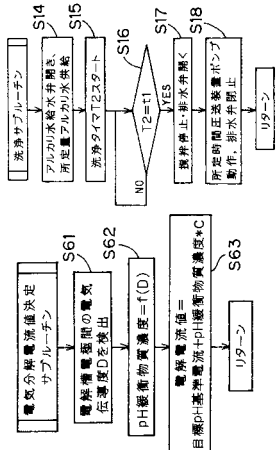 洗浄サブルーチン
S14
アルカリ水給水弁開き、
所定量アルカリ水供給
S15
洗浄タイマT2スタート
S16
T2=t1
NO
YES
S17
撹拌停止・排水弁開く
S18
所定時間圧送装置ポンプ
動作，排水弁閉止
リターン
電気分解電流値決定
サブルーチン
S61
電解槽電極間の電気
伝導度Dを検出
S62
pH緩衝物質濃度=f(D)
S63
電解電流値=
目標pH基準電流+pH緩衝物質濃度*C
リターン